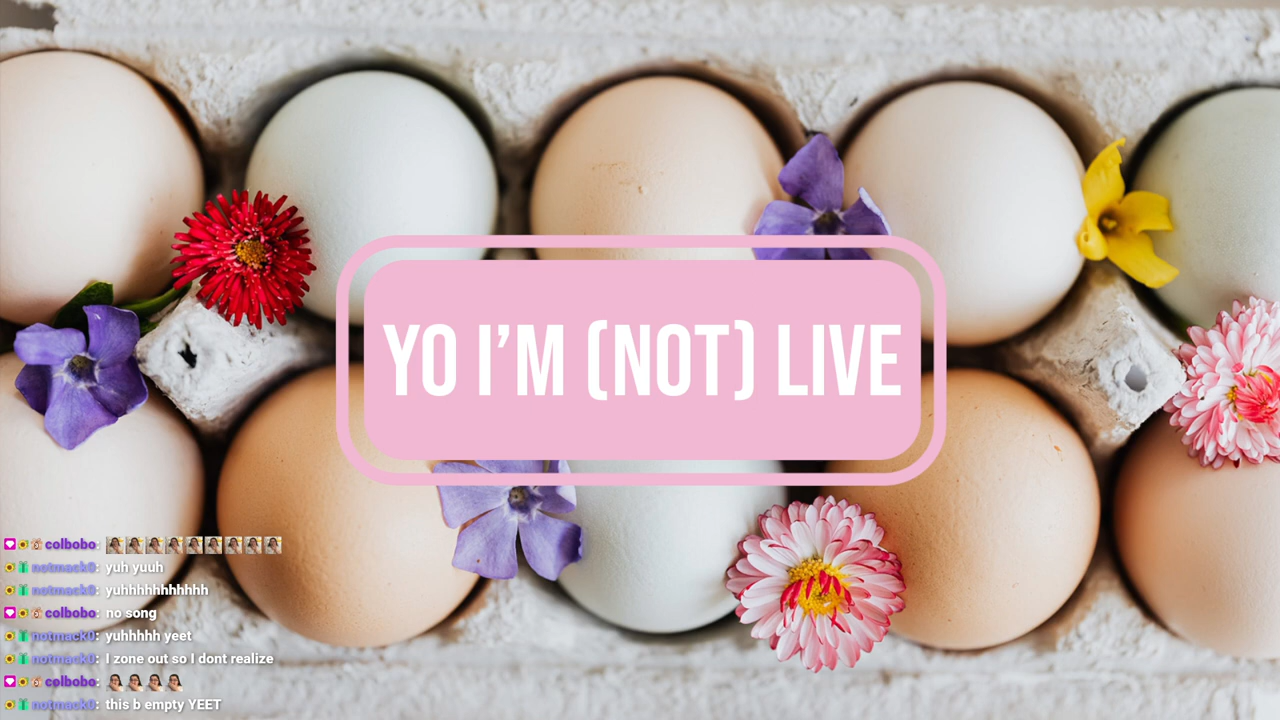 YO I'M (NOT) LIVE
colbobo:
notmack0: yuh yuuh
notmack0: yuhhhhhhhhhhh
colbobo: no song
notmack0: yuhhhhh yeet
notmack0: I zone out so I dont realize
colbobo:
notmack0: this b empty YEET